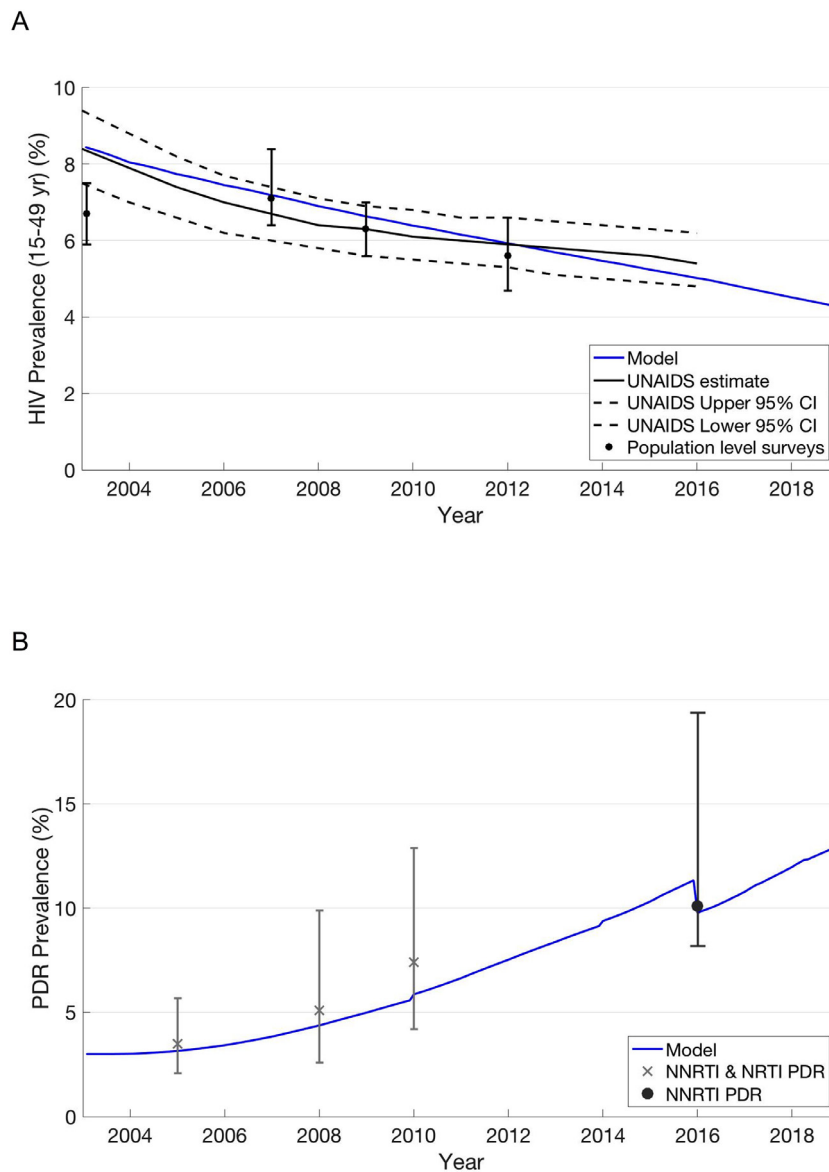 A
HIV Prevalence (15-49 yr) (%)
10
8
6
4
2
0
2004 2006 2008 2010 2012 2014 2016 2018
Year
Model
UNAIDS estimate
UNAIDS Upper 95% CI
UNAIDS Lower 95% CI
Population level surveys
B
PDR Prevalence (%)
20
15
10
5
0
2004 2006 2008 2010 2012 2014 2016 2018
Year
Model
NNRTI & NRTI PDR
NNRTI PDR